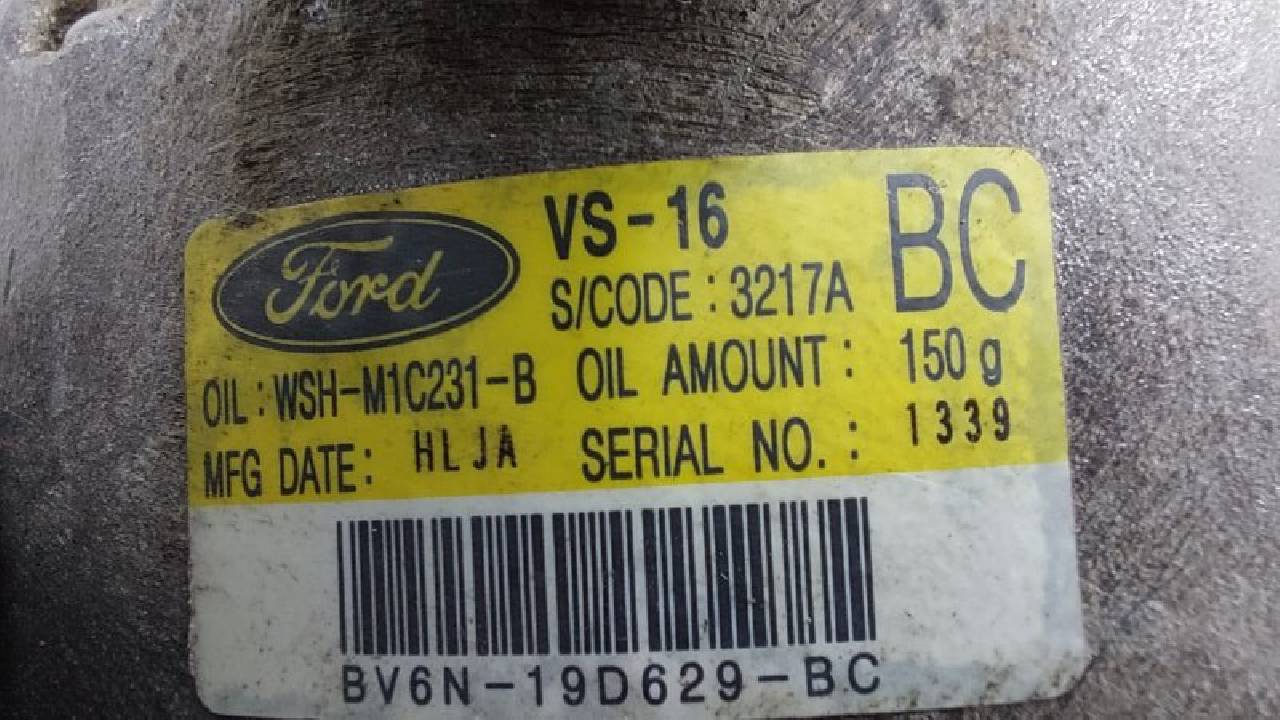 Ford VS-16 BC
S/CODE : 3217A
OIL : WSH-M1C231-B OIL AMOUNT : 150 g
MFG DATE : HLJA SERIAL NO. : 1339
BV6N-19D629-BC